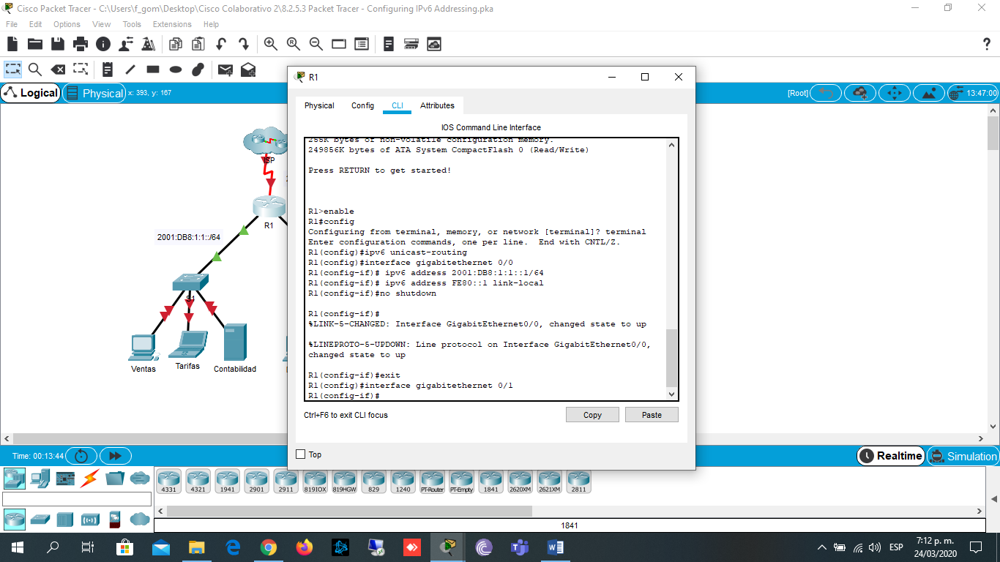 Cisco Packet Tracer - C:\Users\f_gom\Desktop\Cisco Colaborativo 2\8.2.5.3 Packet Tracer - Configuring IPv6 Addressing.pka
File Edit Options View Tools Extensions Help
?
Logical
Physical
x: 393, y: 167
[Root]
13:47:00
ISP
R1
2001:DB8:1:1::/64
S1
Ventas
Tarifas
Contabilidad
R1
Physical Config CLI Attributes
IOS Command Line Interface
255K bytes of non-volatile configuration memory.
249856K bytes of ATA System CompactFlash 0 (Read/Write)
Press RETURN to get started!
R1>enable
R1#config
Configuring from terminal, memory, or network [terminal]? terminal
Enter configuration commands, one per line.  End with CNTL/Z.
R1(config)#ipv6 unicast-routing
R1(config)#interface gigabitethernet 0/0
R1(config-if)# ipv6 address 2001:DB8:1:1::1/64
R1(config-if)# ipv6 address FE80::1 link-local
R1(config-if)#no shutdown
R1(config-if)#
%LINK-5-CHANGED: Interface GigabitEthernet0/0, changed state to up
%LINEPROTO-5-UPDOWN: Line protocol on Interface GigabitEthernet0/0,
changed state to up
R1(config-if)#exit
R1(config)#interface gigabitethernet 0/1
R1(config-if)#
Ctrl+F6 to exit CLI focus
Copy
Paste
Top
Time: 00:13:44
Realtime
Simulation
4331 4321 1941 2901 2911 819IOX 819HGW 829 1240 PT-Router PT-Empty 1841 2620XM 2621XM 2811
1841
ESP
7:12 p. m.
24/03/2020